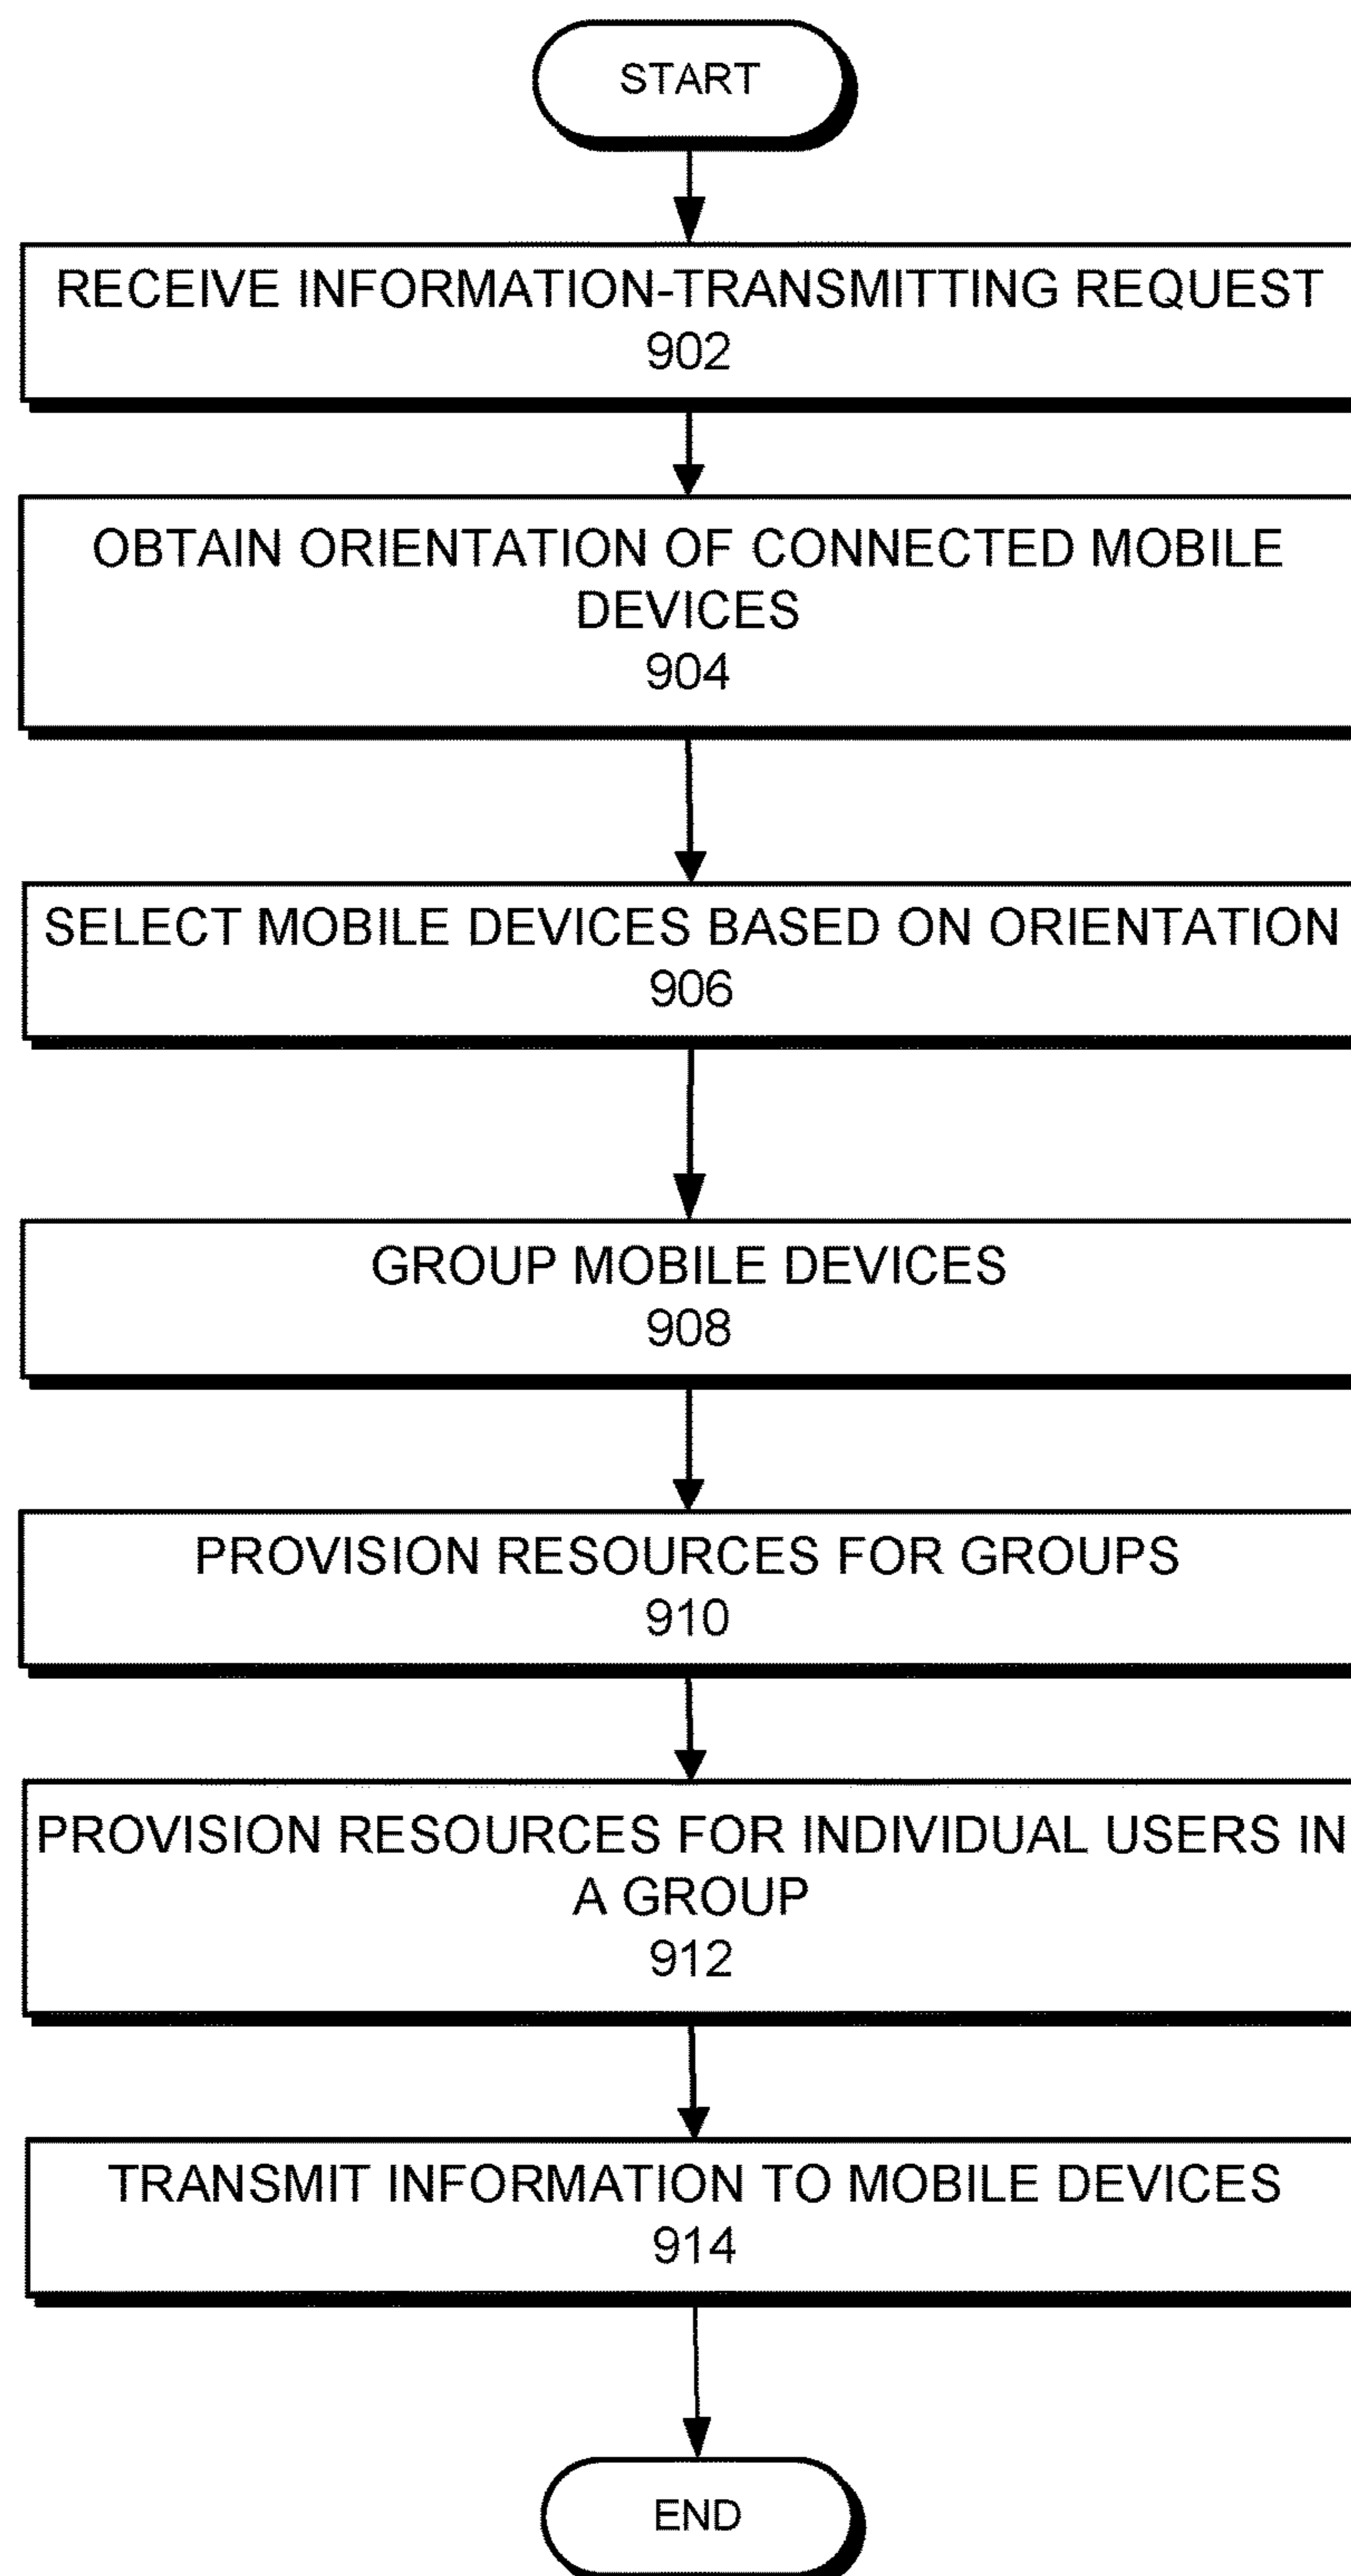 START
RECEIVE INFORMATION-TRANSMITTING REQUEST
902
OBTAIN ORIENTATION OF CONNECTED MOBILE
DEVICES
904
SELECT MOBILE DEVICES BASED ON ORIENTATION
906
GROUP MOBILE DEVICES
908
PROVISION RESOURCES FOR GROUPS
910
PROVISION RESOURCES FOR INDIVIDUAL USERS IN
A GROUP
912
TRANSMIT INFORMATION TO MOBILE DEVICES
914
END